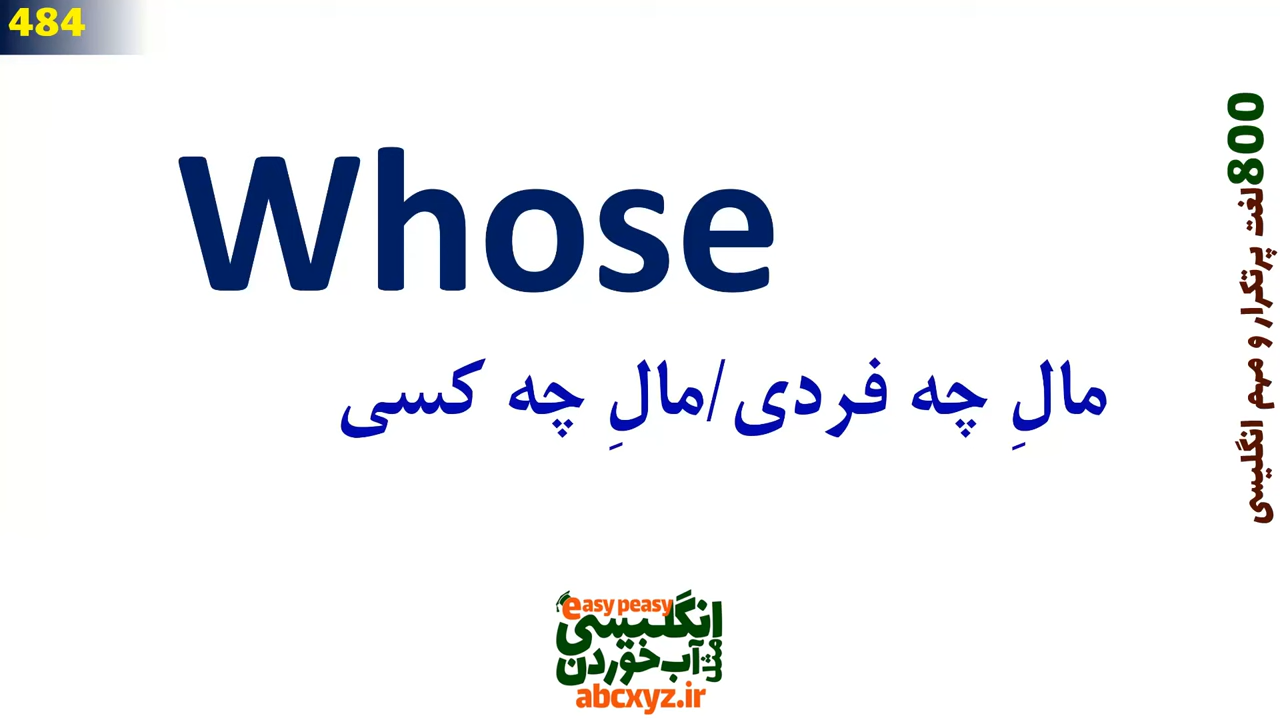 484
Whose
مالِ چه فردی/مالِ چه کسی
800 لغت پرتکرار و مهم انگلیسی
easy peasy
انگلیسی
مثل آب خوردن
abcxyz.ir